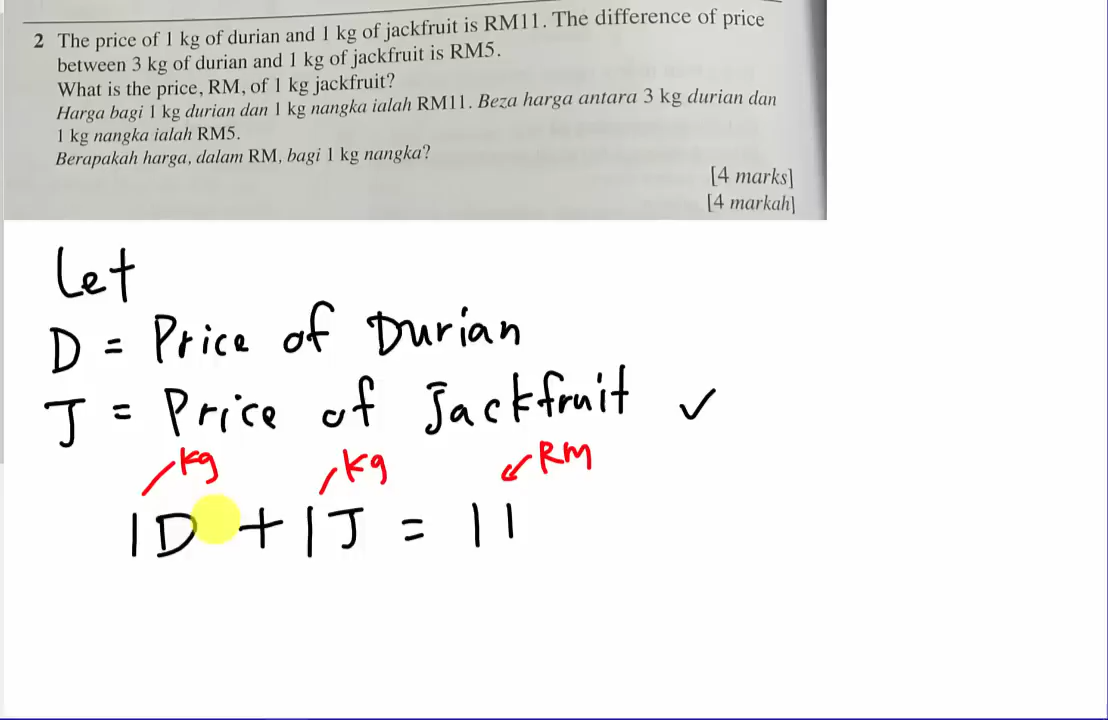 2 The price of 1 kg of durian and 1 kg of jackfruit is RM11. The difference of price
between 3 kg of durian and 1 kg of jackfruit is RM5.
What is the price, RM, of 1 kg jackfruit?
Harga bagi 1 kg durian dan 1 kg nangka ialah RM11. Beza harga antara 3 kg durian dan
1 kg nangka ialah RM5.
Berapakah harga, dalam RM, bagi 1 kg nangka?
[4 marks]
[4 markah]
Let
D = Price of Durian
J = Price of Jackfruit ✓
kg kg RM
1D + 1J = 11